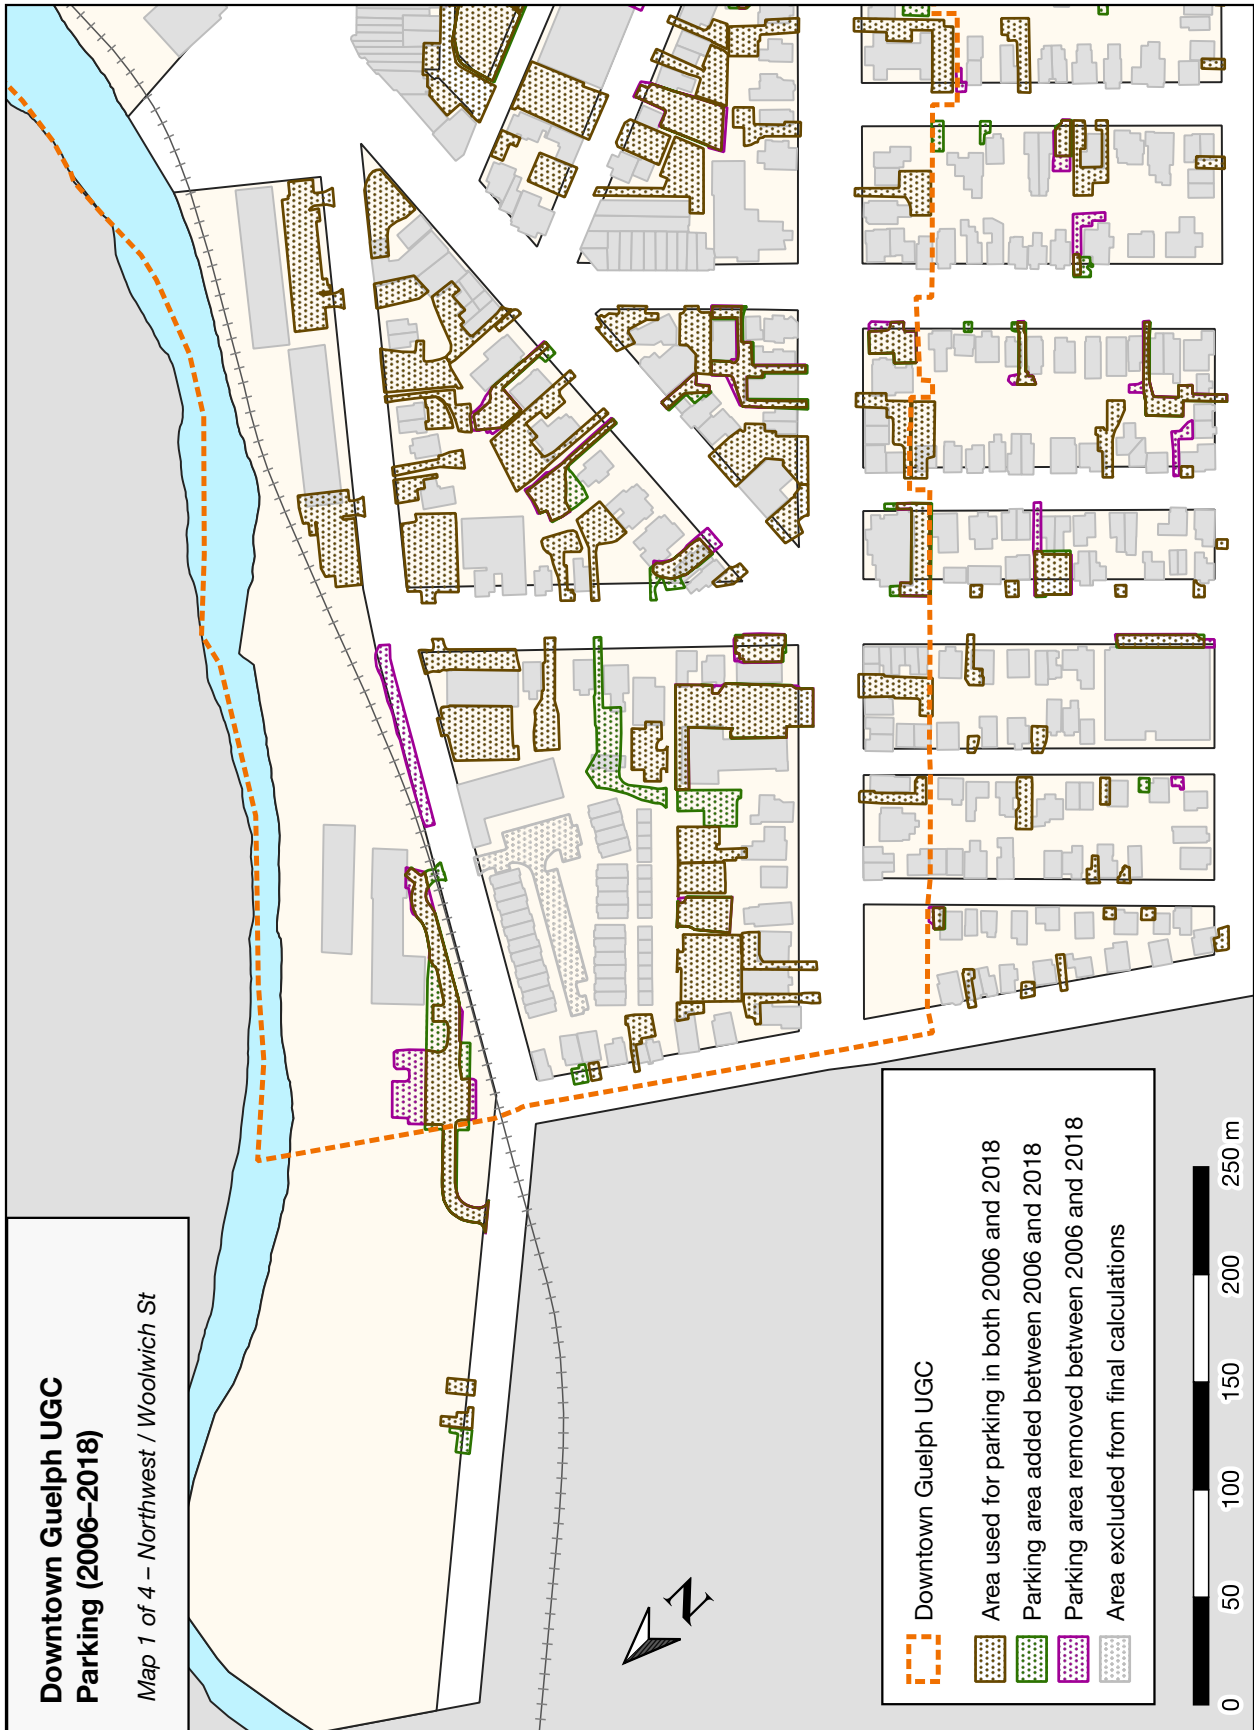 Downtown Guelph UGC
Parking (2006–2018)
Map 1 of 4 – Northwest / Woolwich St
N
Downtown Guelph UGC
Area used for parking in both 2006 and 2018
Parking area added between 2006 and 2018
Parking area removed between 2006 and 2018
Area excluded from final calculations
0 50 100 150 200 250 m